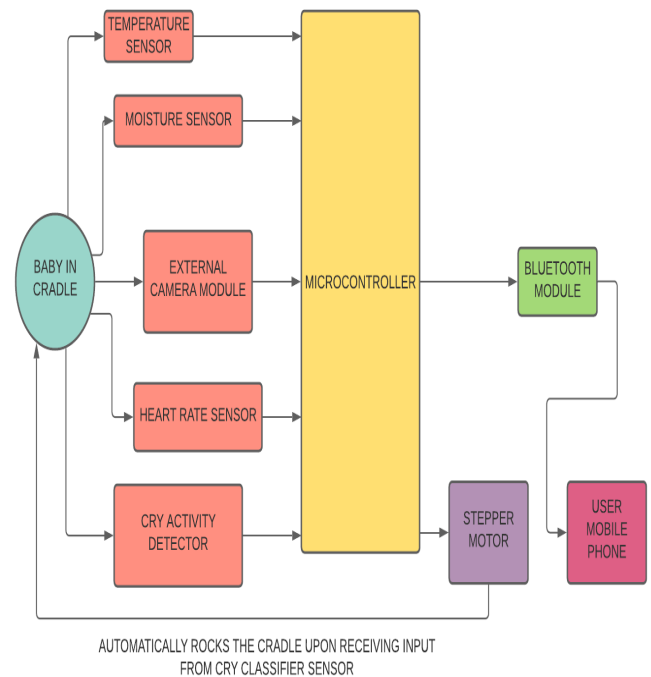 TEMPERATURE
SENSOR
MOISTURE SENSOR
BABY IN
CRADLE
EXTERNAL
CAMERA MODULE
MICROCONTROLLER
BLUETOOTH
MODULE
HEART RATE SENSOR
CRY ACTIVITY
DETECTOR
STEPPER
MOTOR
USER
MOBILE
PHONE
AUTOMATICALLY ROCKS THE CRADLE UPON RECEIVING INPUT
FROM CRY CLASSIFIER SENSOR